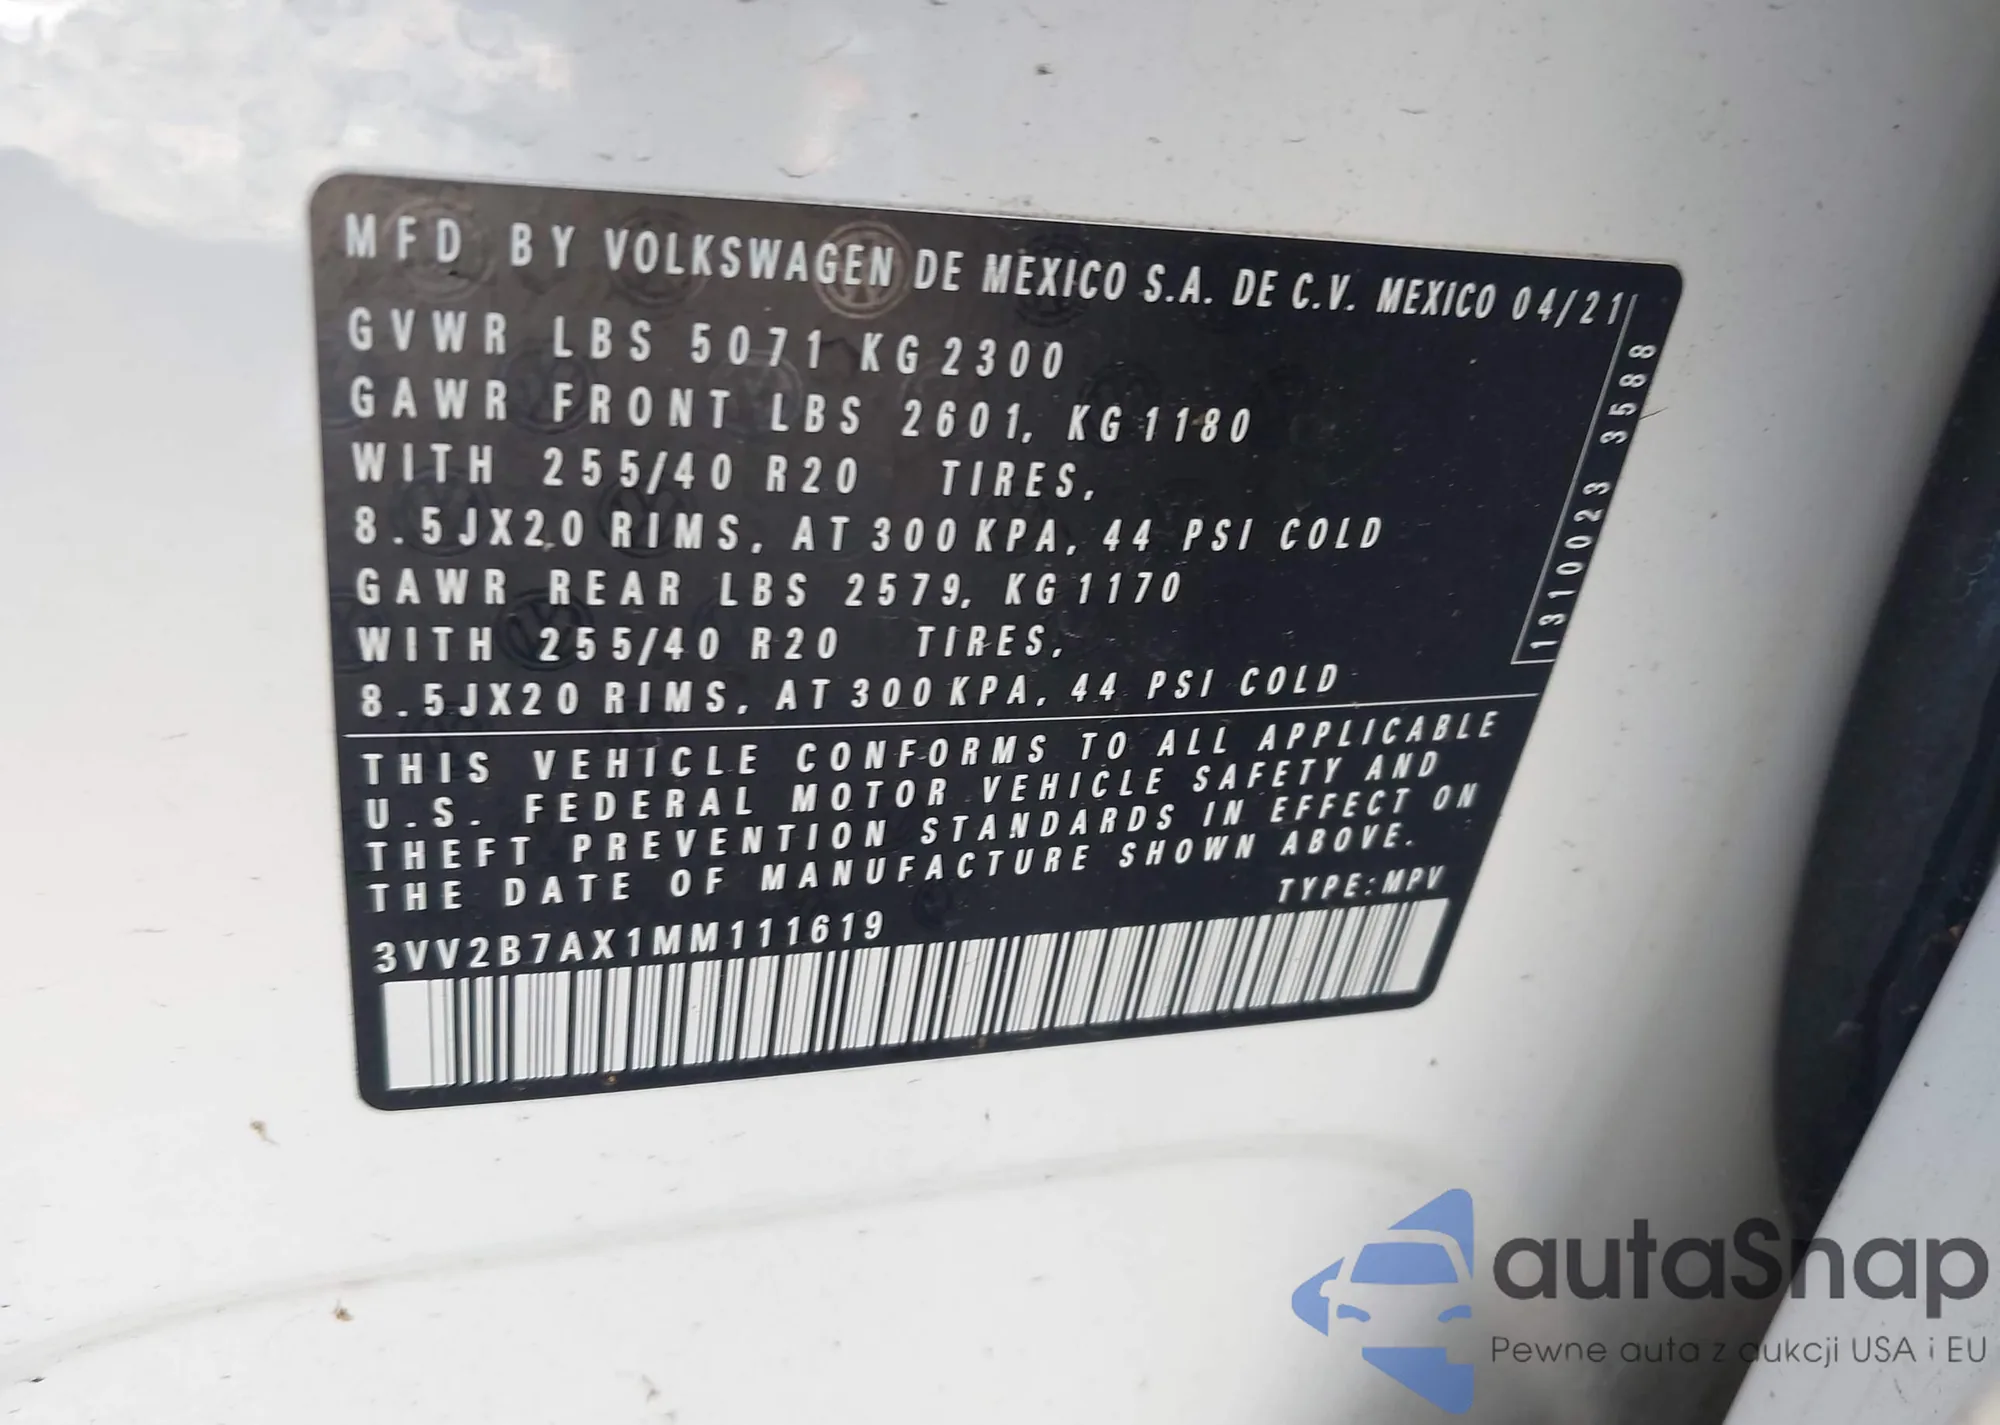 MFD BY VOLKSWAGEN DE MEXICO S.A. DE C.V. MEXICO 04/21
GVWR LBS 5071 KG 2300
GAWR FRONT LBS 2601, KG 1180
WITH 255/40 R20 TIRES,
8.5JX20 RIMS, AT 300 KPA, 44 PSI COLD
GAWR REAR LBS 2579, KG 1170
WITH 255/40 R20 TIRES,
8.5JX20 RIMS, AT 300 KPA, 44 PSI COLD
1310023 3588
THIS VEHICLE CONFORMS TO ALL APPLICABLE
U.S. FEDERAL MOTOR VEHICLE SAFETY AND
THEFT PREVENTION STANDARDS IN EFFECT ON
THE DATE OF MANUFACTURE SHOWN ABOVE.
TYPE: MPV
3VV2B7AX1MM111619
autaSnap
Pewne auta z aukcji USA i EU